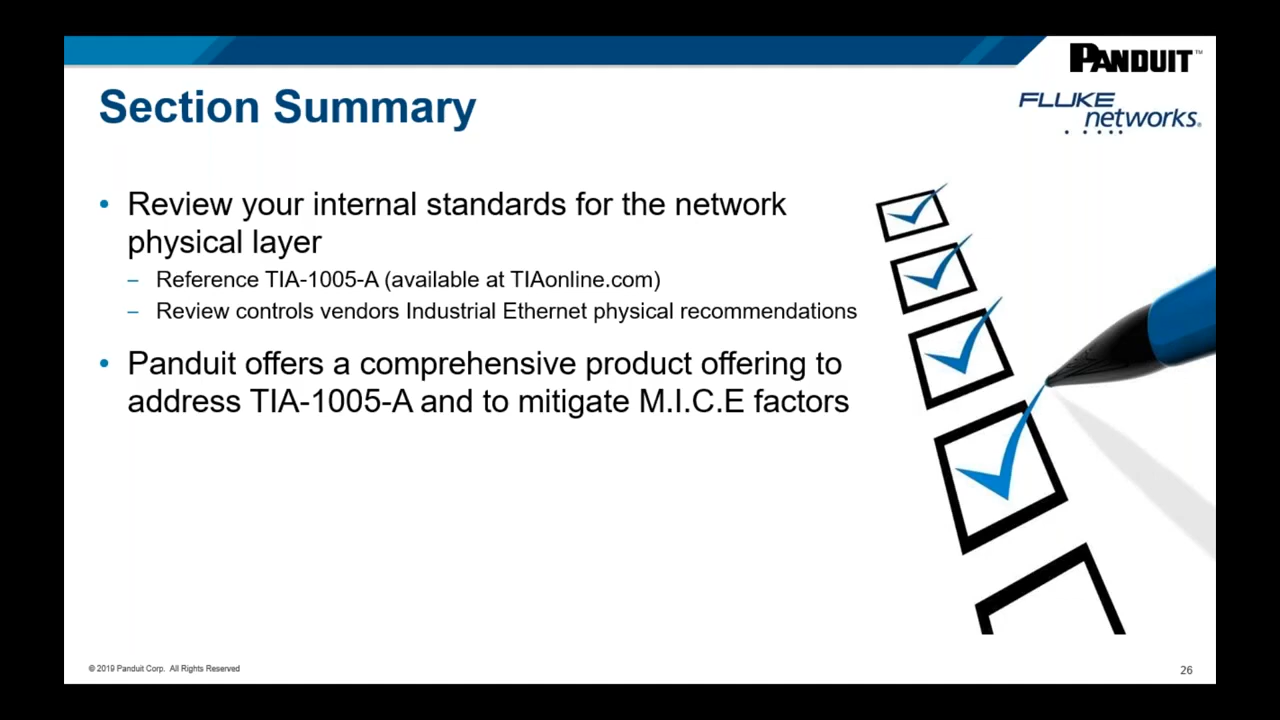 PANDUIT™
FLUKE
networks®
Section Summary
• Review your internal standards for the network
physical layer
– Reference TIA-1005-A (available at TIAonline.com)
– Review controls vendors Industrial Ethernet physical recommendations
• Panduit offers a comprehensive product offering to
address TIA-1005-A and to mitigate M.I.C.E factors
© 2019 Panduit Corp. All Rights Reserved
26